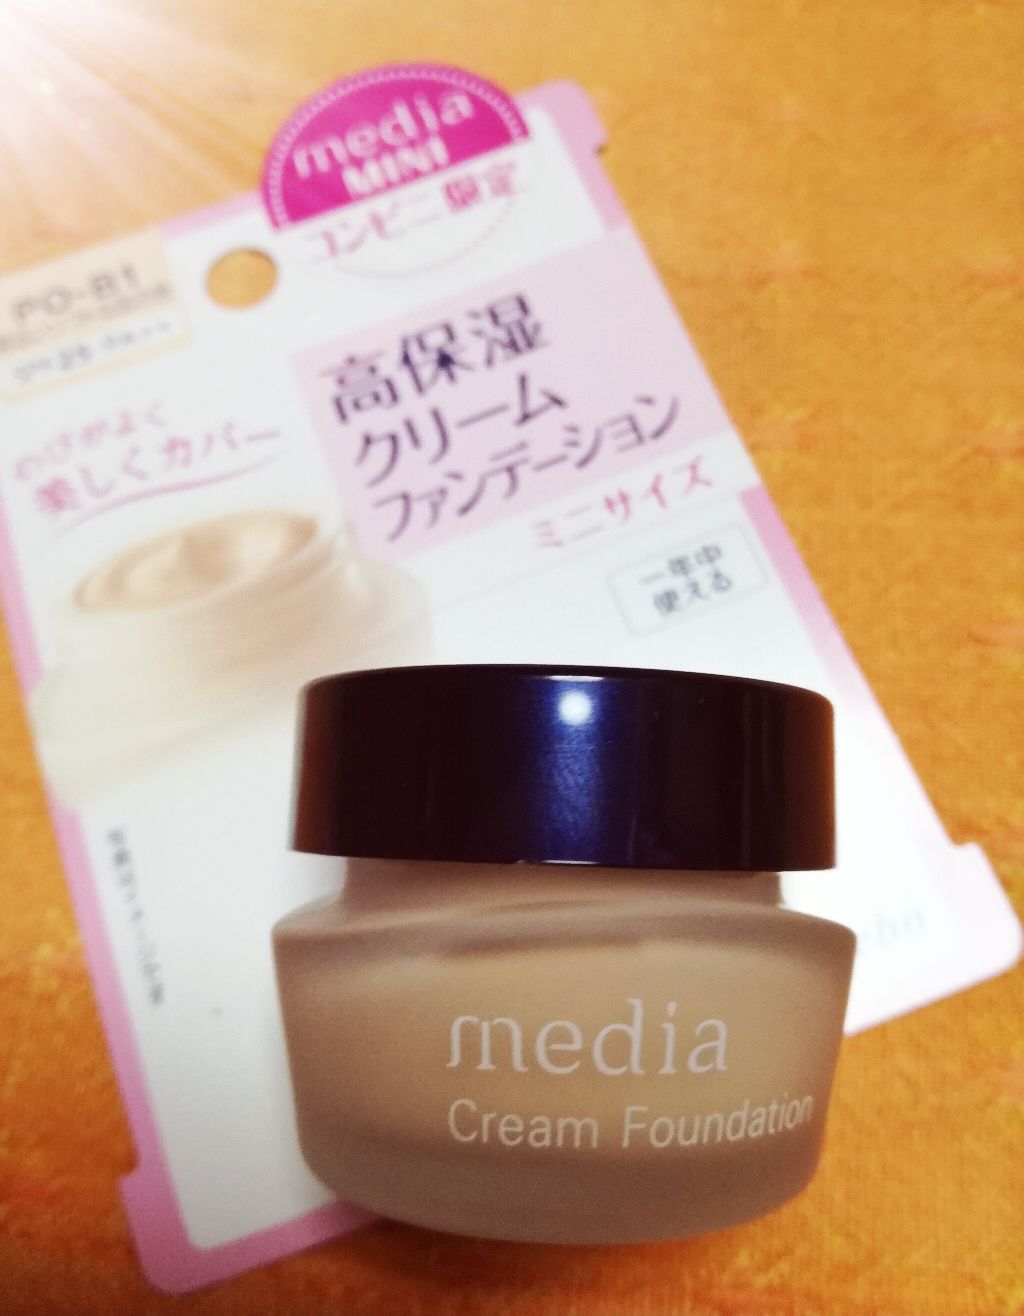 media
MINI
コンビニ限定
PO-B1
SPF25・PA++
高保湿
クリーム
ファンデーション
ミニサイズ
のびがよく
美しくカバー
一年中
使える
media
Cream Foundation